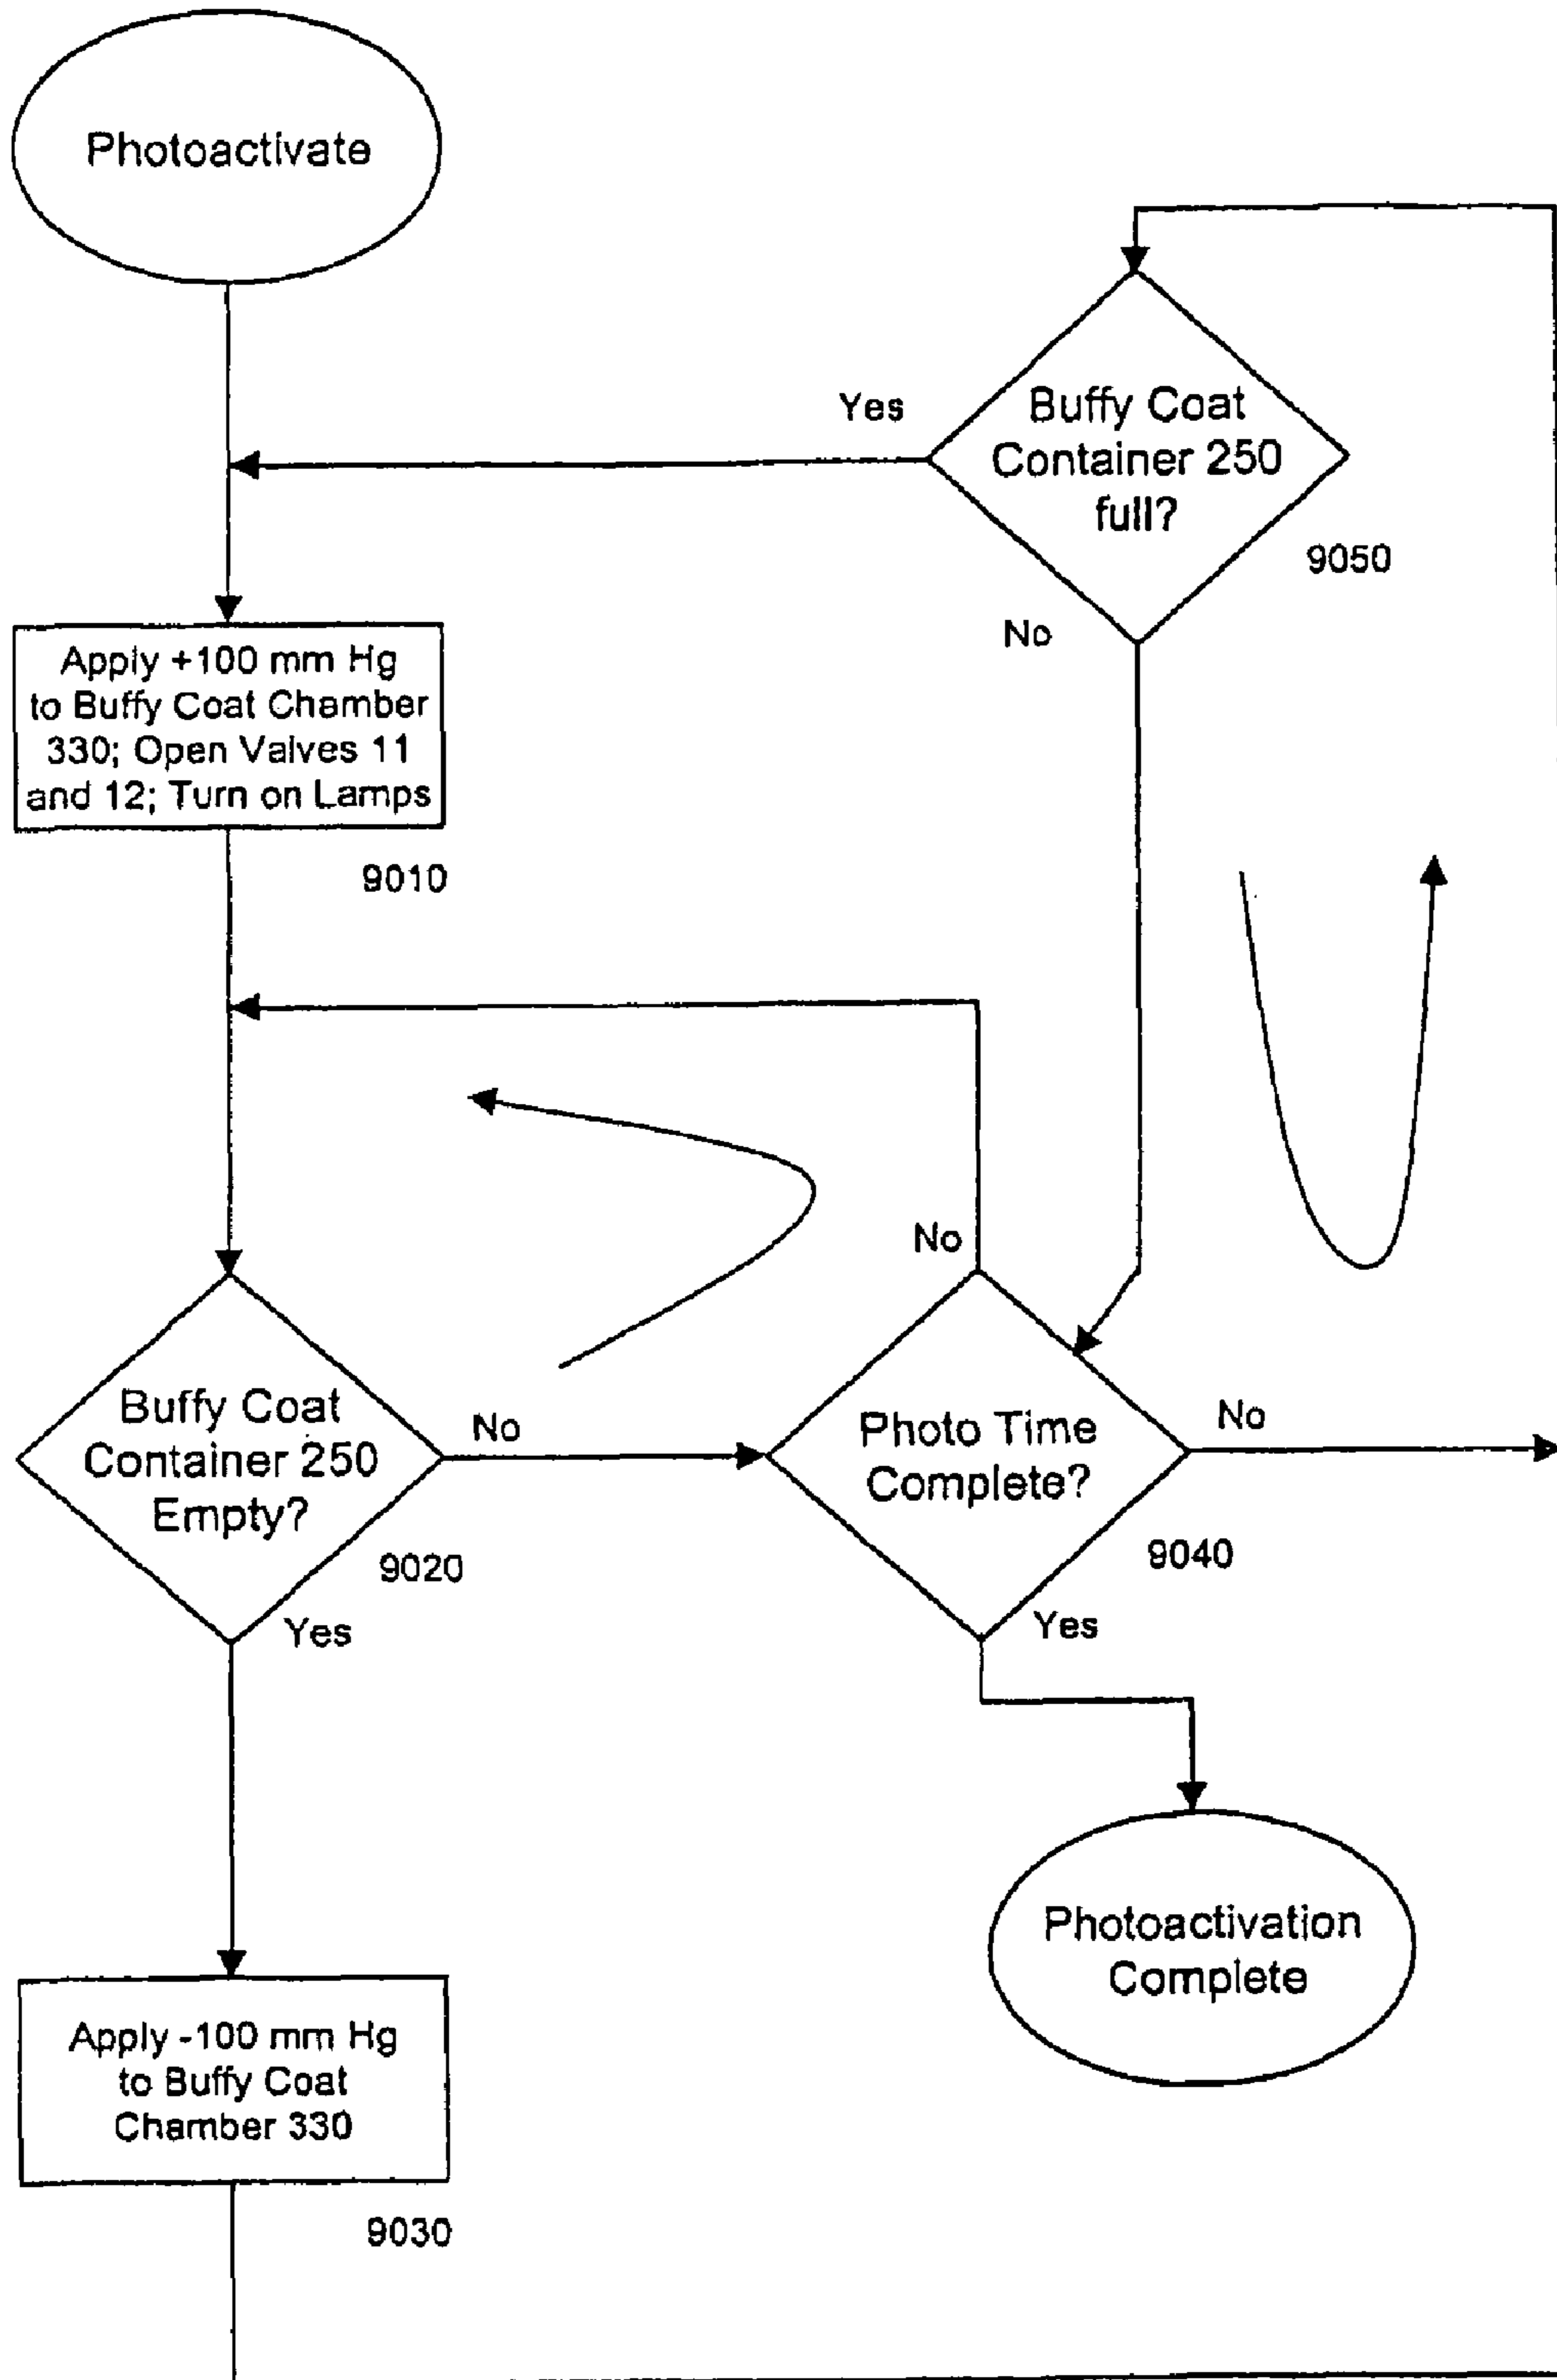 Photoactivate
Yes
Buffy Coat
Container 250
full?
9050
No
Apply +100 mm Hg
to Buffy Coat Chamber
330; Open Valves 11
and 12; Turn on Lamps
9010
No
Buffy Coat
Container 250
Empty?
No
9020
Yes
Photo Time
Complete?
No
9040
Yes
Photoactivation
Complete
Apply -100 mm Hg
to Buffy Coat
Chamber 330
9030